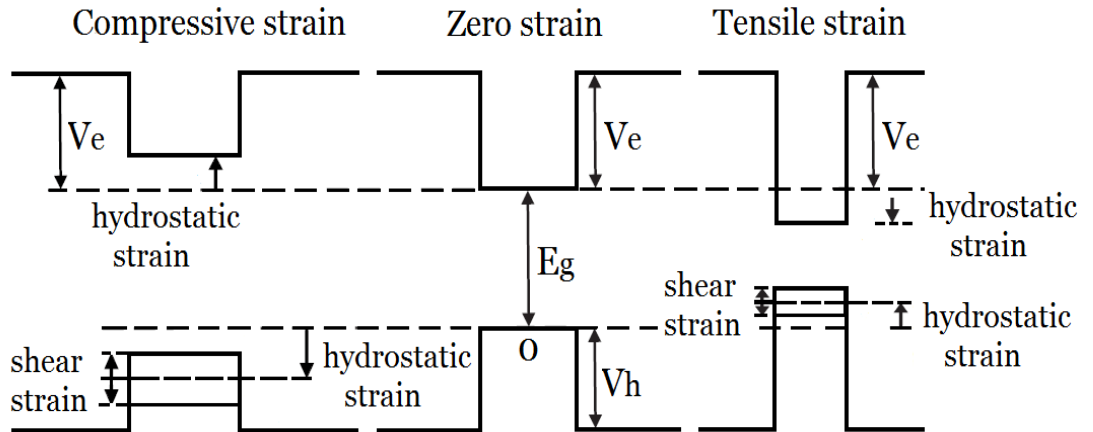 Compressive strain
Zero strain
Tensile strain
Ve
Ve
Ve
hydrostatic
strain
hydrostatic
strain
Eg
shear
strain
hydrostatic
strain
O
Vh
hydrostatic
strain
shear
strain